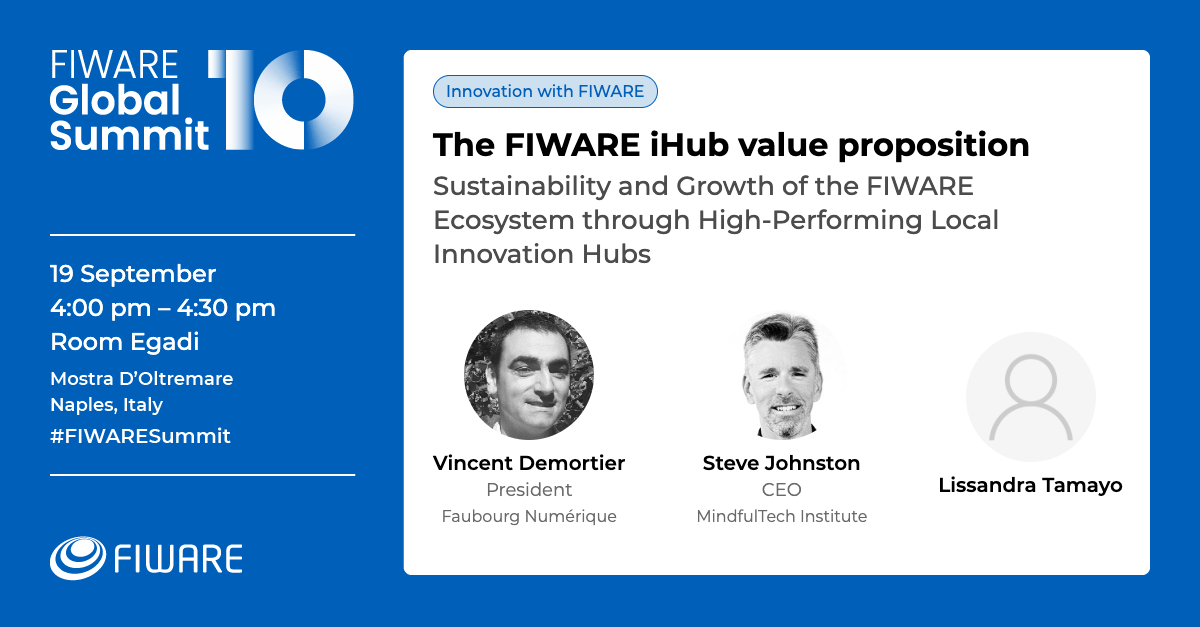 FIWARE
Global
Summit
10
19 September
4:00 pm – 4:30 pm
Room Egadi
Mostra D’Oltremare
Naples, Italy
#FIWARESummit
FIWARE
Innovation with FIWARE
The FIWARE iHub value proposition
Sustainability and Growth of the FIWARE
Ecosystem through High-Performing Local
Innovation Hubs
Vincent Demortier
President
Faubourg Numérique
Steve Johnston
CEO
MindfulTech Institute
Lissandra Tamayo